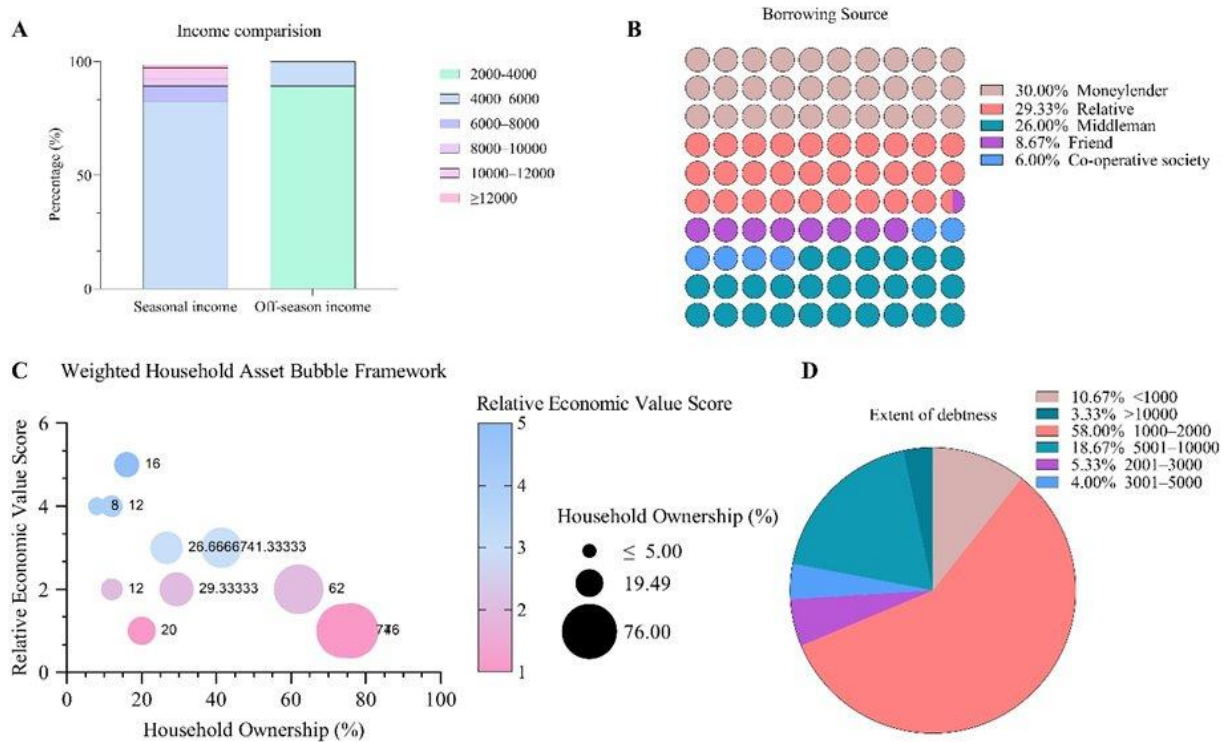 A
Income comparision
100
50
0
Percentage (%)
Seasonal income
Off-season income
2000-4000
4000–6000
6000–8000
8000–10000
10000–12000
≥12000
B
Borrowing Source
30.00% Moneylender
29.33% Relative
26.00% Middleman
8.67% Friend
6.00% Co-operative society
C
Weighted Household Asset Bubble Framework
Relative Economic Value Score
6
4
2
0
0
20
40
60
80
100
Household Ownership (%)
16
8
12
26.66667
41.33333
12
29.33333
62
20
76
Relative Economic Value Score
5
4
3
2
1
Household Ownership (%)
≤ 5.00
19.49
76.00
D
Extent of debtness
10.67% <1000
3.33% >10000
58.00% 1000–2000
18.67% 5001–10000
5.33% 2001–3000
4.00% 3001–5000